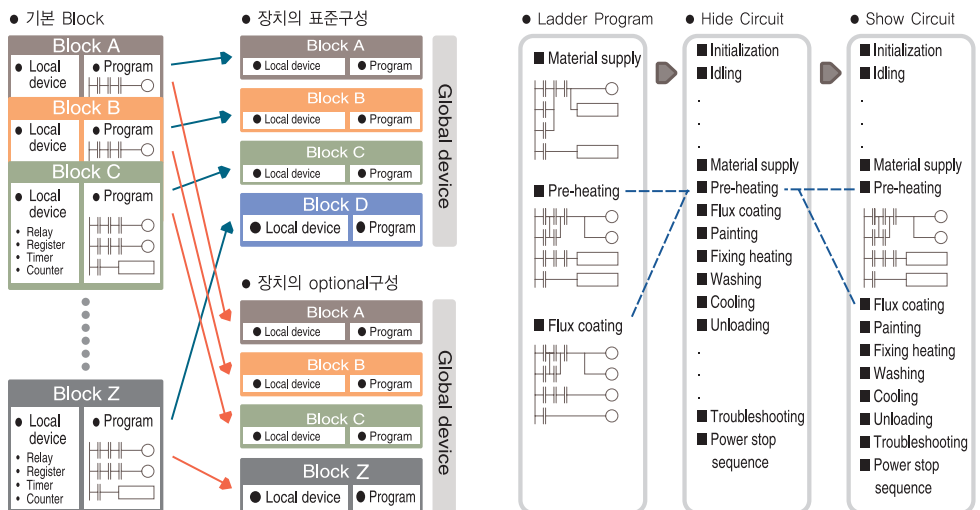 ● 기본 Block
Block A
● Local device
● Program
Block B
● Local device
● Program
Block C
● Local device
• Relay
• Register
• Timer
• Counter
● Program
Block Z
● Local device
• Relay
• Register
• Timer
• Counter
● Program
● 장치의 표준구성
Block A
● Local device
● Program
Block B
● Local device
● Program
Block C
● Local device
● Program
Block D
● Local device
● Program
Global device
● 장치의 optional구성
Block A
● Local device
● Program
Block B
● Local device
● Program
Block C
● Local device
● Program
Block Z
● Local device
● Program
Global device
● Ladder Program
■ Material supply
■ Pre-heating
■ Flux coating
● Hide Circuit
■ Initialization
■ Idling
.
.
.
■ Material supply
■ Pre-heating
■ Flux coating
■ Painting
■ Fixing heating
■ Washing
■ Cooling
■ Unloading
.
.
.
■ Troubleshooting
■ Power stop
sequence
● Show Circuit
■ Initialization
■ Idling
.
.
.
■ Material supply
■ Pre-heating
■ Flux coating
■ Painting
■ Fixing heating
■ Washing
■ Cooling
■ Unloading
■ Troubleshooting
■ Power stop
sequence